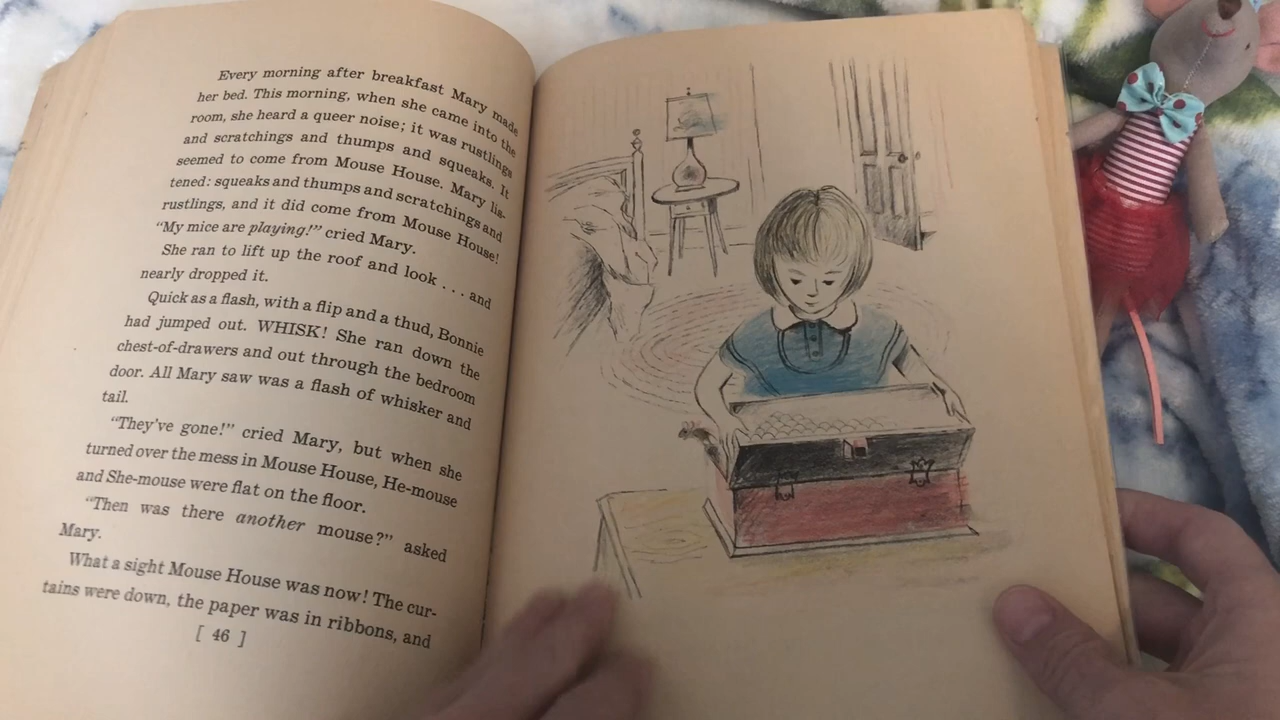 Every morning after breakfast Mary made
her bed. This morning, when she came into the
room, she heard a queer noise; it was rustlings
and scratchings and thumps and squeaks. It
seemed to come from Mouse House. Mary lis-
tened: squeaks and thumps and scratchings and
rustlings, and it did come from Mouse House!
“My mice are playing!” cried Mary.
She ran to lift up the roof and look . . . and
nearly dropped it.
Quick as a flash, with a flip and a thud, Bonnie
had jumped out. WHISK! She ran down the
chest-of-drawers and out through the bedroom
door. All Mary saw was a flash of whisker and
tail.
“They’ve gone!” cried Mary, but when she
turned over the mess in Mouse House, He-mouse
and She-mouse were flat on the floor.
“Then was there another mouse?” asked
Mary.
What a sight Mouse House was now! The cur-
tains were down, the paper was in ribbons, and
[ 46 ]